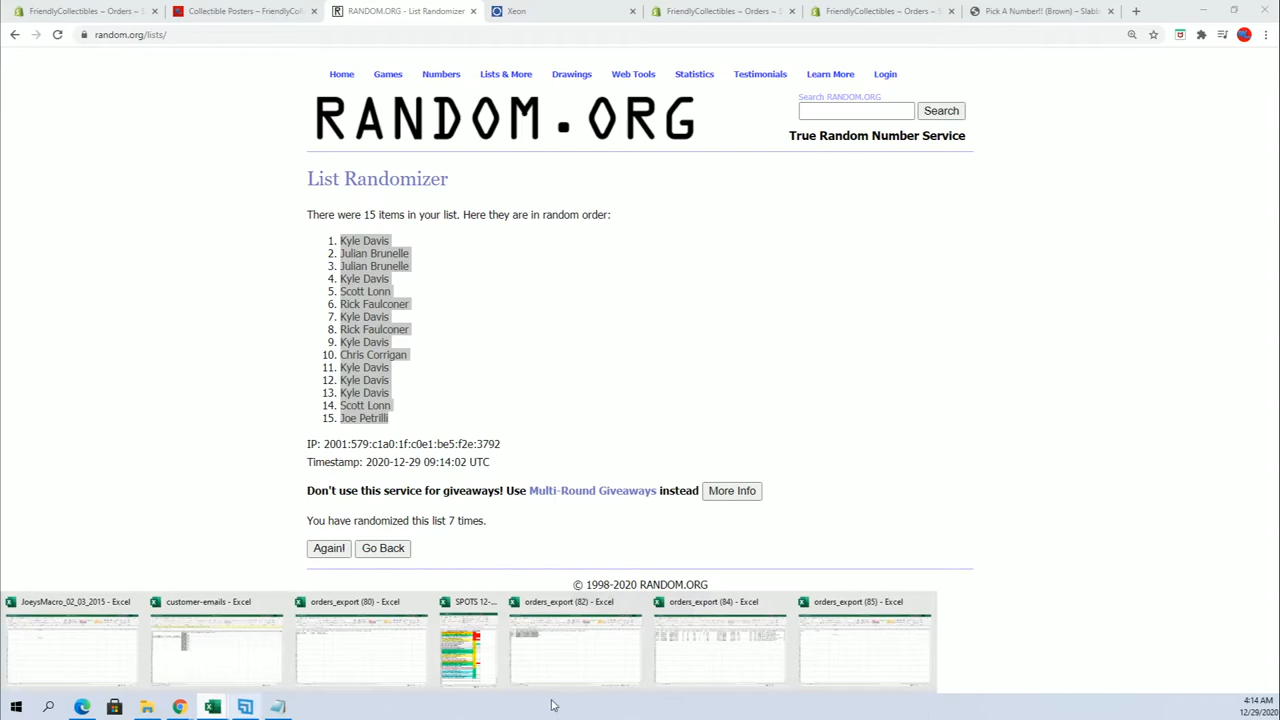 FriendlyCollectibles ~ Orders ~ S
Collectible Posters – FriendlyCol
RANDOM.ORG - List Randomizer
Xeon
FriendlyCollectibles ~ Orders ~ S
FriendlyCollectibles ~ Orders ~ S
Pick A Number!! (Brown) – Slabb
random.org/lists/
Home Games Numbers Lists & More Drawings Web Tools Statistics Testimonials Learn More Login
Search RANDOM.ORG
RANDOM.ORG
Search
True Random Number Service
List Randomizer
There were 15 items in your list. Here they are in random order:
1. Kyle Davis
2. Julian Brunelle
3. Julian Brunelle
4. Kyle Davis
5. Scott Lonn
6. Rick Faulconer
7. Kyle Davis
8. Rick Faulconer
9. Kyle Davis
10. Chris Corrigan
11. Kyle Davis
12. Kyle Davis
13. Kyle Davis
14. Scott Lonn
15. Joe Petrilli
IP: 2001:579:c1a0:1f:c0e1:be5:f2e:3792
Timestamp: 2020-12-29 09:14:02 UTC
Don't use this service for giveaways! Use Multi-Round Giveaways instead More Info
You have randomized this list 7 times.
Again! Go Back
© 1998-2020 RANDOM.ORG
JoeysMacro_02_03_2015 - Excel
customer-emails - Excel
orders_export (80) - Excel
SPOTS 12-...
orders_export (82) - Excel
orders_export (84) - Excel
orders_export (85) - Excel
4:14 AM
12/29/2020